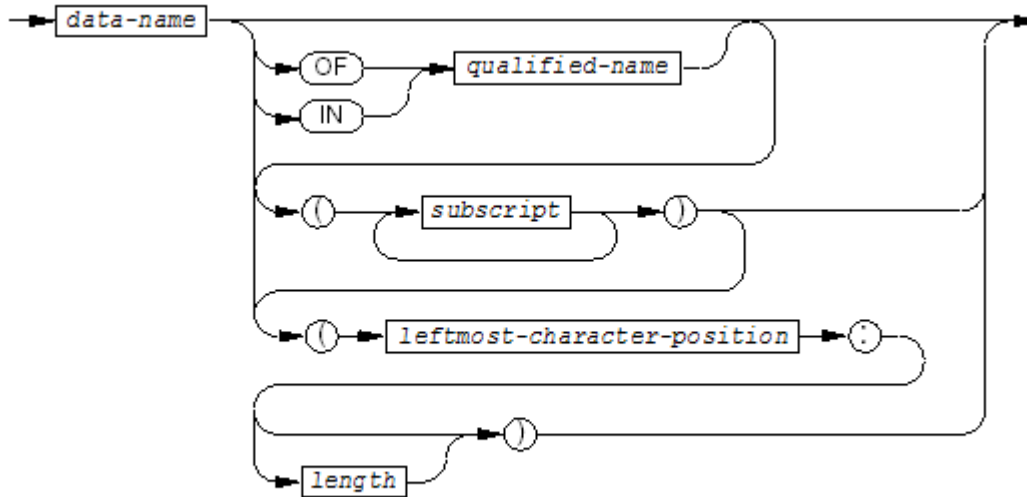 data-name
OF qualified-name
IN
( subscript )
( leftmost-character-position :
)
length